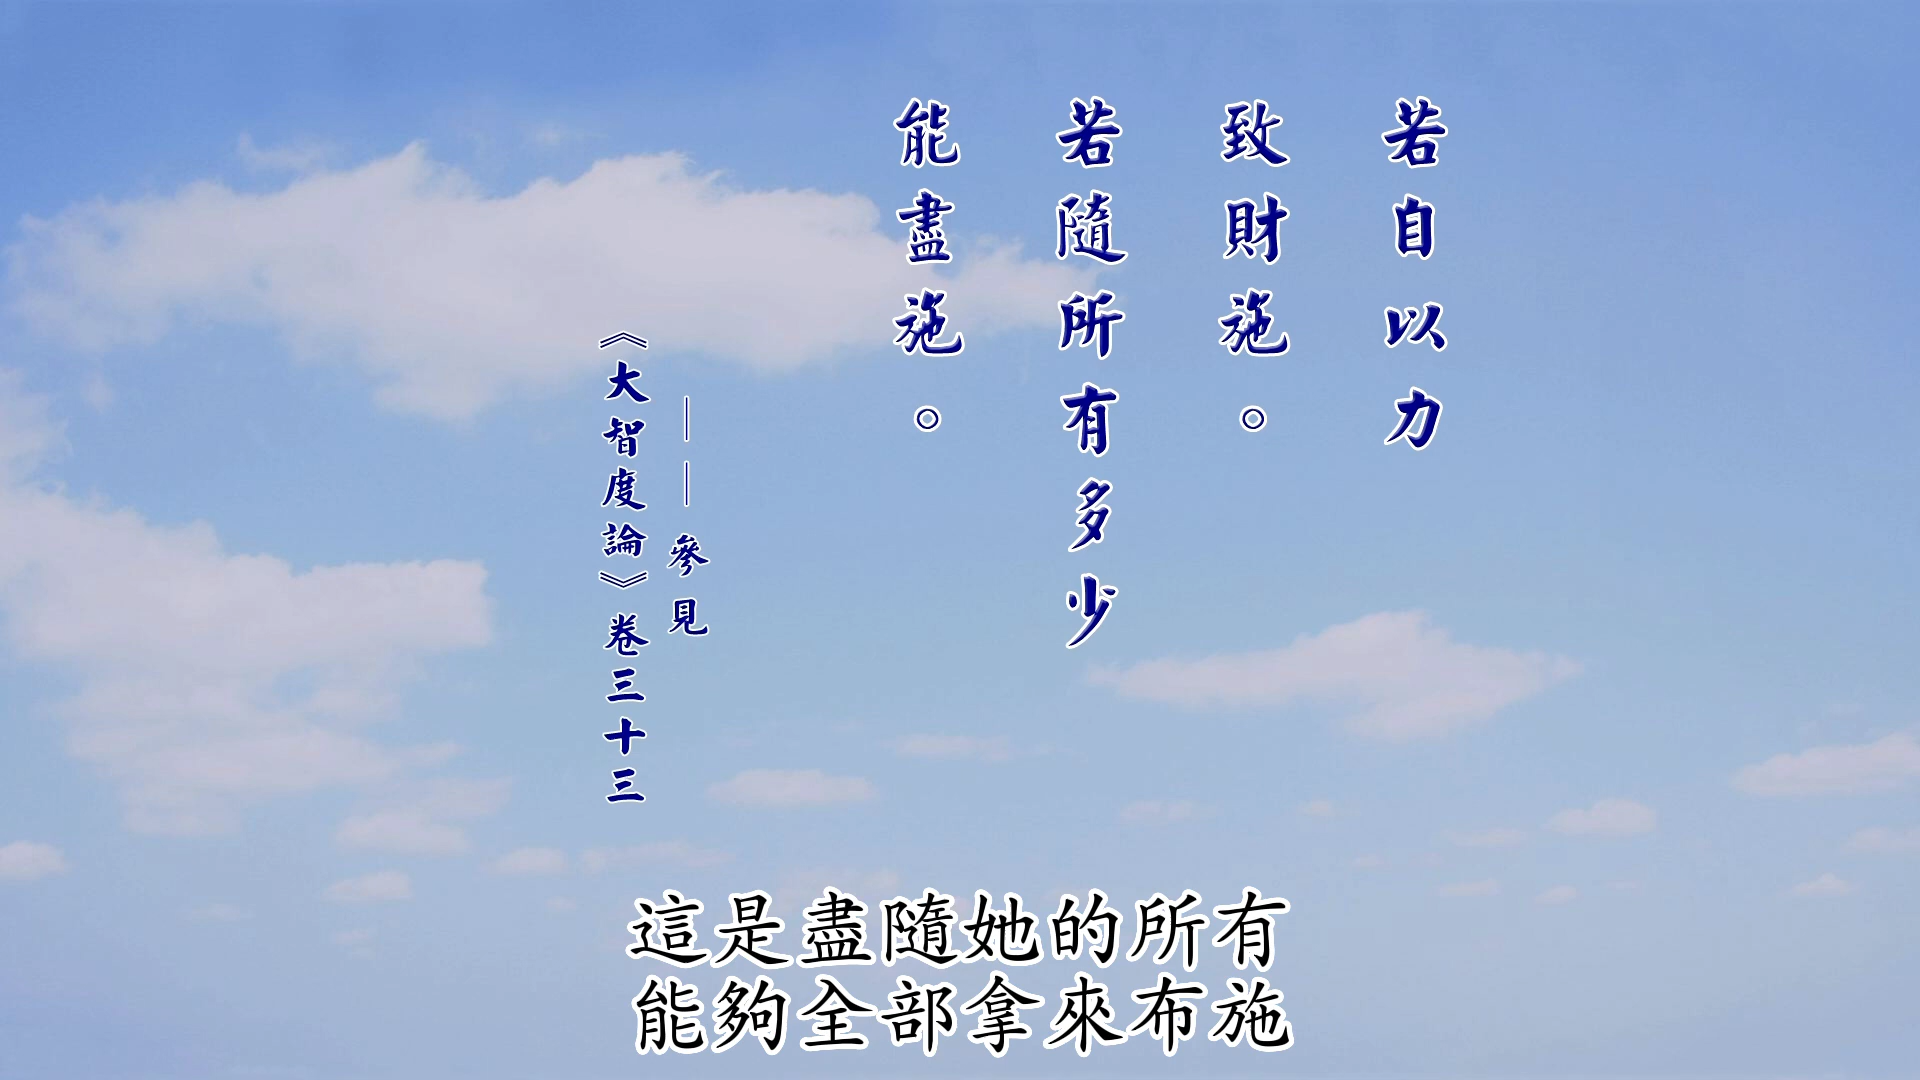 若自以力
致財施。
若隨所有多少
能盡施。
——參見
《大智度論》卷三十三
這是盡隨她的所有
能夠全部拿來布施